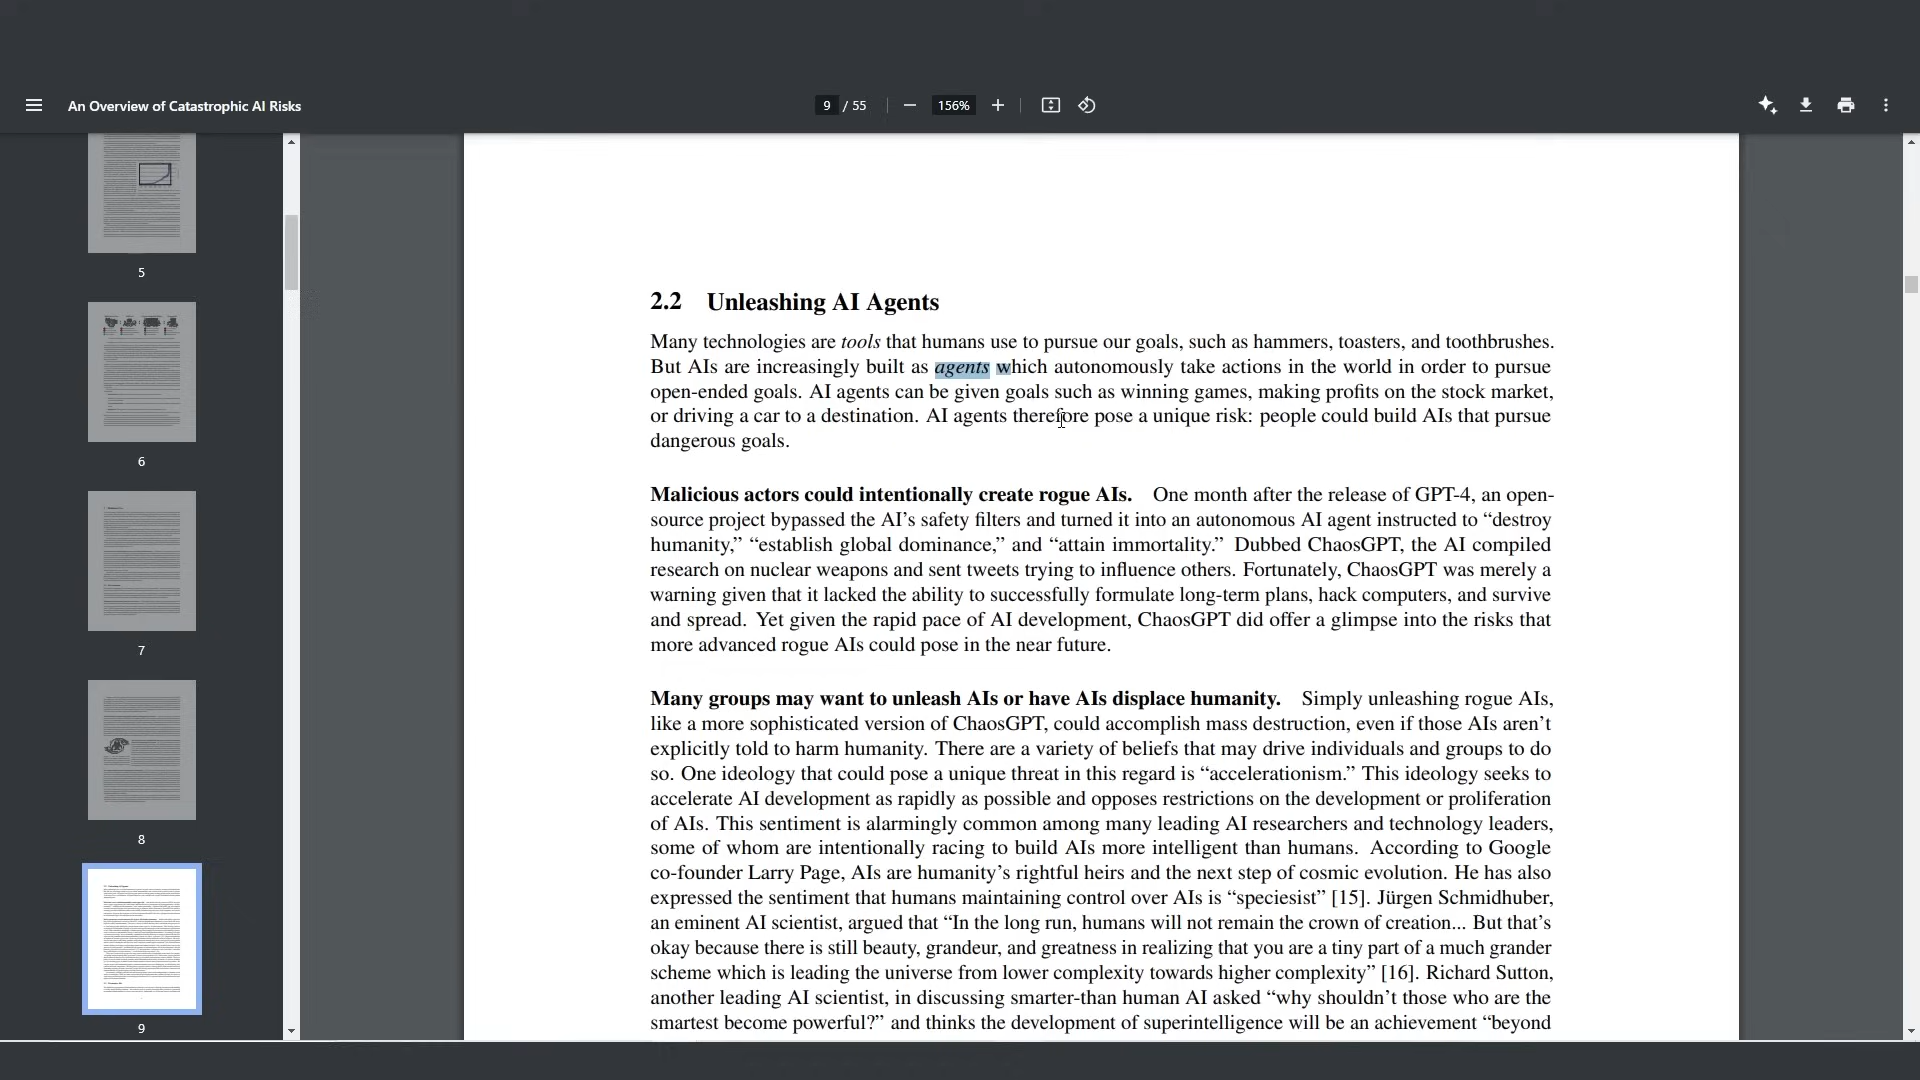 An Overview of Catastrophic AI Risks
9 / 55
156%
5
6
7
8
9
2.2 Unleashing AI Agents
Many technologies are tools that humans use to pursue our goals, such as hammers, toasters, and toothbrushes.
But AIs are increasingly built as agents which autonomously take actions in the world in order to pursue
open-ended goals. AI agents can be given goals such as winning games, making profits on the stock market,
or driving a car to a destination. AI agents therefore pose a unique risk: people could build AIs that pursue
dangerous goals.
Malicious actors could intentionally create rogue AIs. One month after the release of GPT-4, an open-
source project bypassed the AI’s safety filters and turned it into an autonomous AI agent instructed to “destroy
humanity,” “establish global dominance,” and “attain immortality.” Dubbed ChaosGPT, the AI compiled
research on nuclear weapons and sent tweets trying to influence others. Fortunately, ChaosGPT was merely a
warning given that it lacked the ability to successfully formulate long-term plans, hack computers, and survive
and spread. Yet given the rapid pace of AI development, ChaosGPT did offer a glimpse into the risks that
more advanced rogue AIs could pose in the near future.
Many groups may want to unleash AIs or have AIs displace humanity. Simply unleashing rogue AIs,
like a more sophisticated version of ChaosGPT, could accomplish mass destruction, even if those AIs aren’t
explicitly told to harm humanity. There are a variety of beliefs that may drive individuals and groups to do
so. One ideology that could pose a unique threat in this regard is “accelerationism.” This ideology seeks to
accelerate AI development as rapidly as possible and opposes restrictions on the development or proliferation
of AIs. This sentiment is alarmingly common among many leading AI researchers and technology leaders,
some of whom are intentionally racing to build AIs more intelligent than humans. According to Google
co-founder Larry Page, AIs are humanity’s rightful heirs and the next step of cosmic evolution. He has also
expressed the sentiment that humans maintaining control over AIs is “speciesist” [15]. Jürgen Schmidhuber,
an eminent AI scientist, argued that “In the long run, humans will not remain the crown of creation... But that’s
okay because there is still beauty, grandeur, and greatness in realizing that you are a tiny part of a much grander
scheme which is leading the universe from lower complexity towards higher complexity” [16]. Richard Sutton,
another leading AI scientist, in discussing smarter-than human AI asked “why shouldn’t those who are the
smartest become powerful?” and thinks the development of superintelligence will be an achievement “beyond